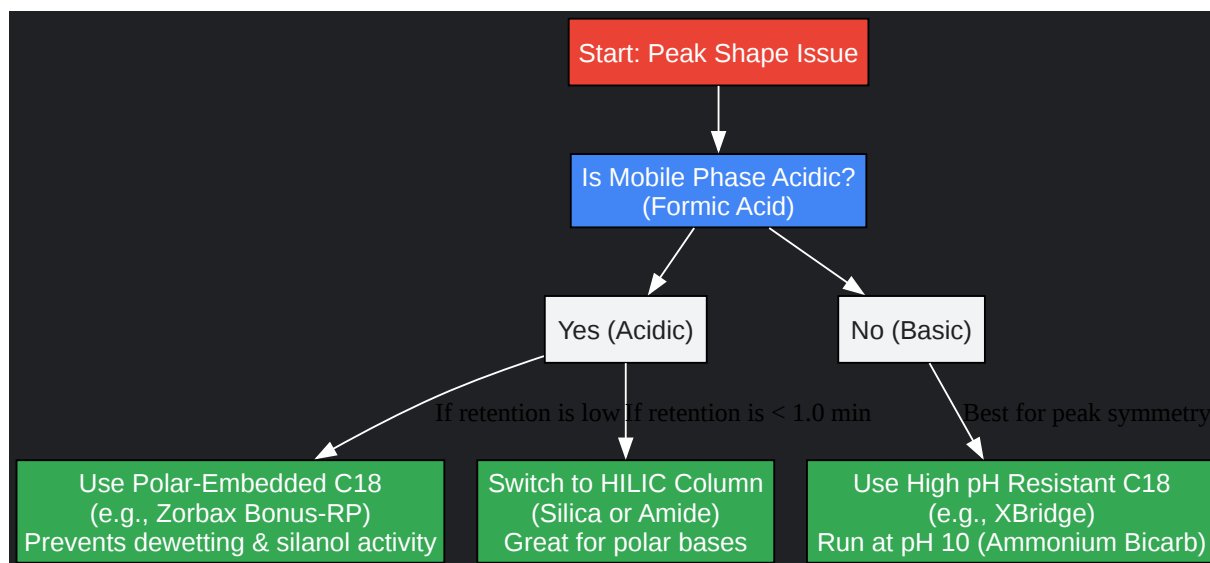 Start: Peak Shape Issue
Is Mobile Phase Acidic?
(Formic Acid)
Yes (Acidic)
No (Basic)
If retention is low
If retention is < 1.0 min
Best for peak symmetry
Use Polar-Embedded C18
(e.g., Zorbax Bonus-RP)
Prevents dewetting & silanol activity
Switch to HILIC Column
(Silica or Amide)
Great for polar bases
Use High pH Resistant C18
(e.g., XBridge)
Run at pH 10 (Ammonium Bicarb)